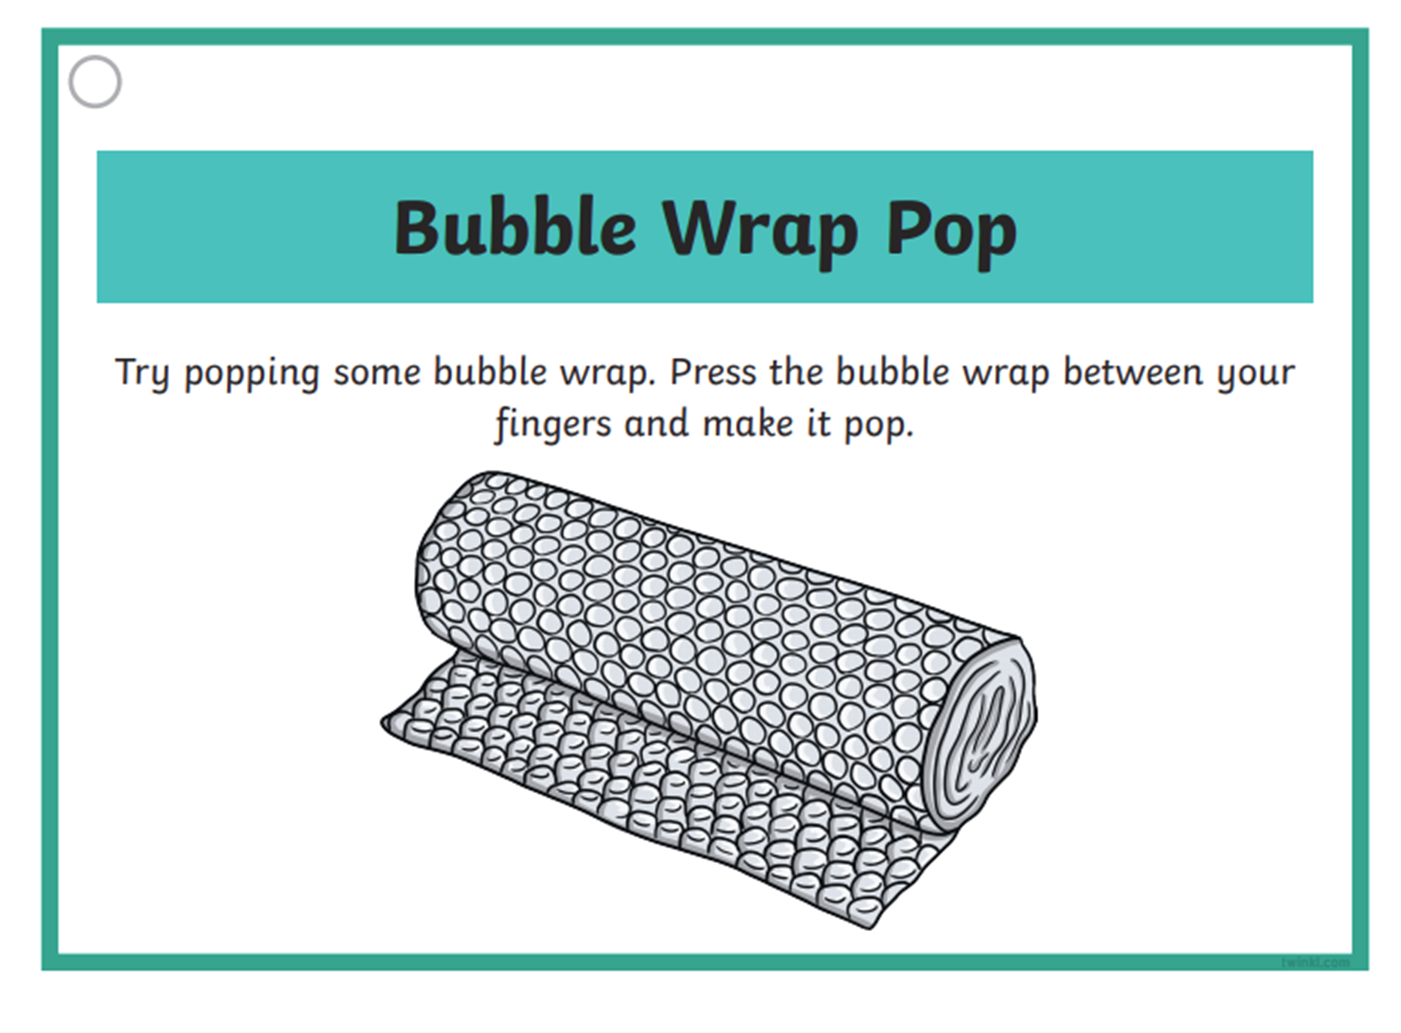 Bubble Wrap Pop
Try popping some bubble wrap. Press the bubble wrap between your
fingers and make it pop.
twinkl.com